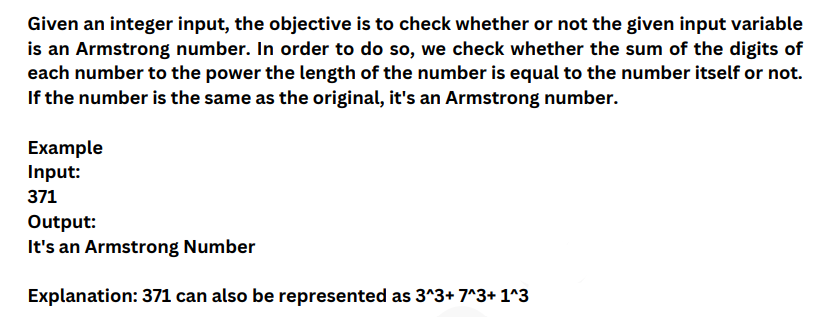 Given an integer input, the objective is to check whether or not the given input variable
is an Armstrong number. In order to do so, we check whether the sum of the digits of
each number to the power the length of the number is equal to the number itself or not.
If the number is the same as the original, it's an Armstrong number.
Example
Input:
371
Output:
It's an Armstrong Number
Explanation: 371 can also be represented as 3^3+ 7^3+ 1^3